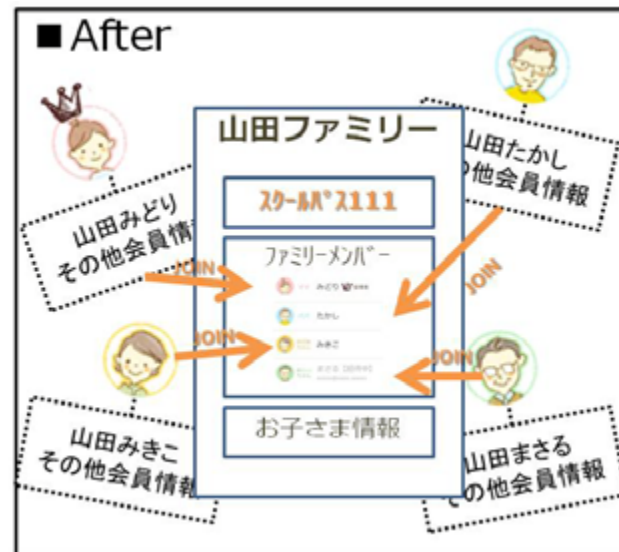 ■ After
山田ファミリー
山田たかし
の他会員情報
スクールパス111
山田みどり
その他会員情
ファミリーメンバー
JOIN
みどり
JOIN
たかし
JOIN
みきこ
JOIN
まさる
お子さま情報
山田みきこ
その他会員情報
山田まさる
その他会員情報